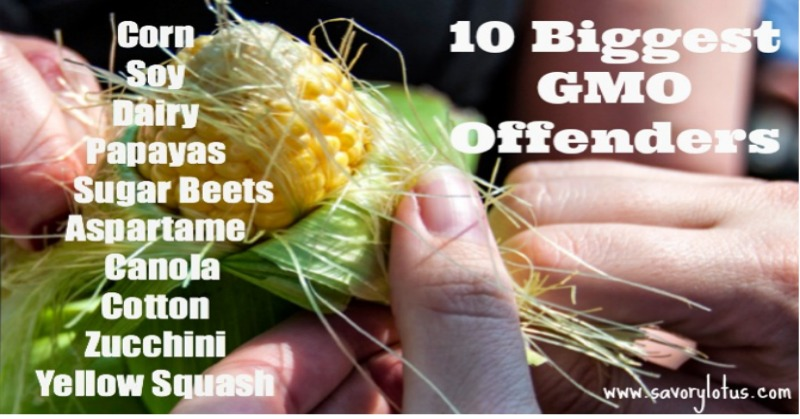 10 Biggest
GMO
Offenders
Corn
Soy
Dairy
Papayas
Sugar Beets
Aspartame
Canola
Cotton
Zucchini
Yellow Squash
www.savorylotus.com